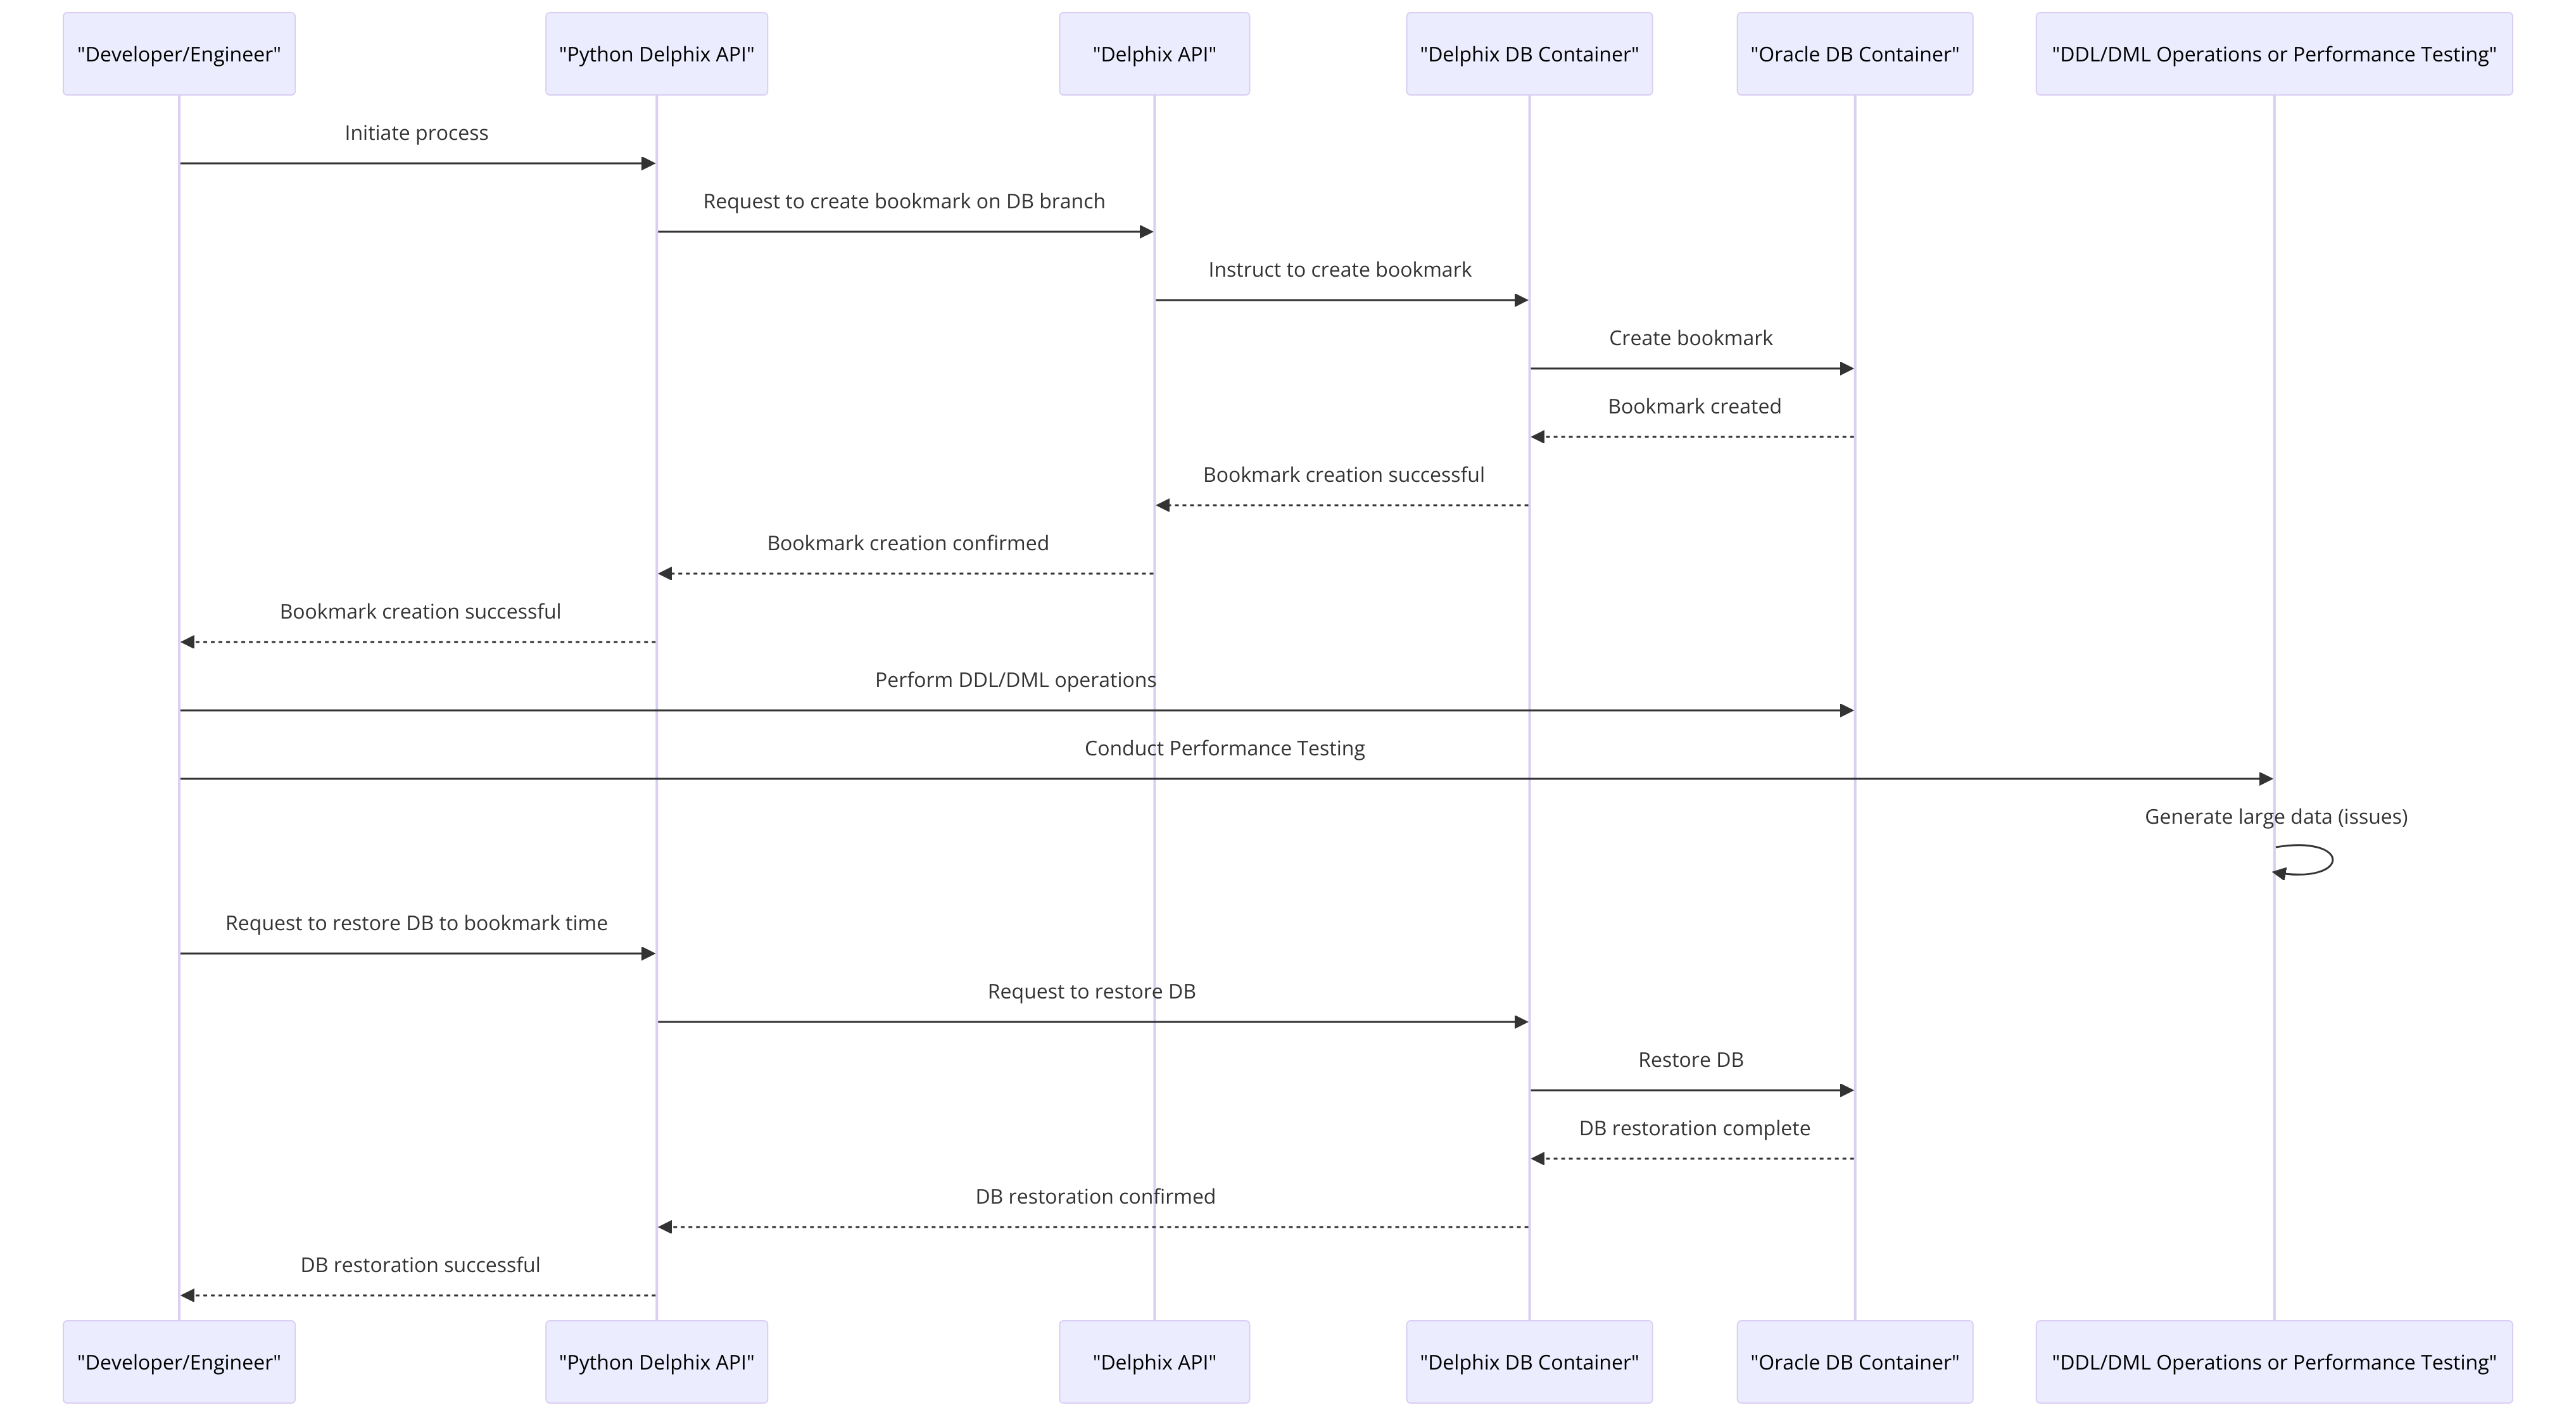 "Developer/Engineer"
"Python Delphix API"
"Delphix API"
"Delphix DB Container"
"Oracle DB Container"
"DDL/DML Operations or Performance Testing"
Initiate process
Request to create bookmark on DB branch
Instruct to create bookmark
Create bookmark
Bookmark created
Bookmark creation successful
Bookmark creation confirmed
Bookmark creation successful
Perform DDL/DML operations
Conduct Performance Testing
Generate large data (issues)
Request to restore DB to bookmark time
Request to restore DB
Restore DB
DB restoration complete
DB restoration confirmed
DB restoration successful
"Developer/Engineer"
"Python Delphix API"
"Delphix API"
"Delphix DB Container"
"Oracle DB Container"
"DDL/DML Operations or Performance Testing"